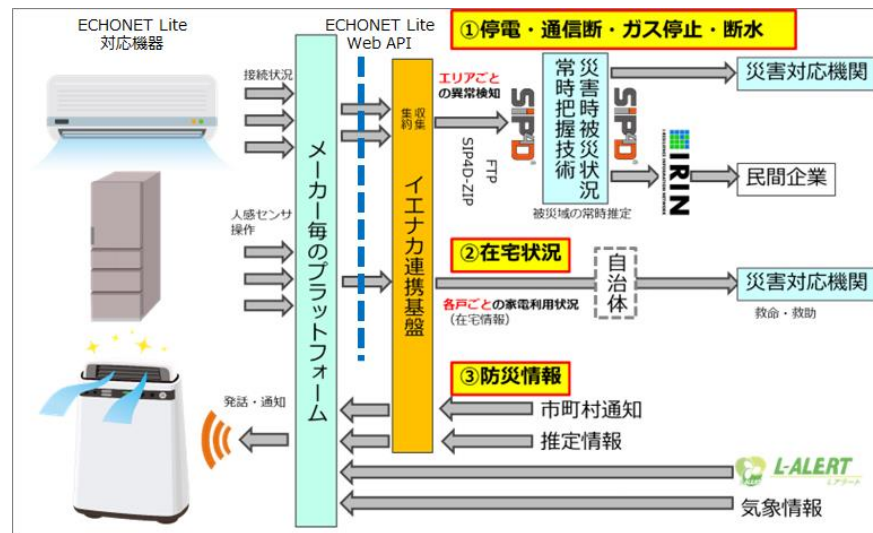 ECHONET Lite
対応機器
ECHONET Lite
Web API
①停電・通信断・ガス停止・断水
接続状況
人感センサ
操作
発話・通知
メーカー毎のプラットフォーム
収集
集約
イエナカ連携基盤
エリアごと
の異常検知
FTP
SIP4D-ZIP
SIP4D
災害時被災状況
常時把握技術
被災域の常時推定
SIP4D
災害対応機関
IRIN
民間企業
②在宅状況
各戸ごとの家電利用状況
（在宅情報）
自治体
災害対応機関
救命・救助
③防災情報
市町村通知
推定情報
L-ALERT
Lアラート
気象情報